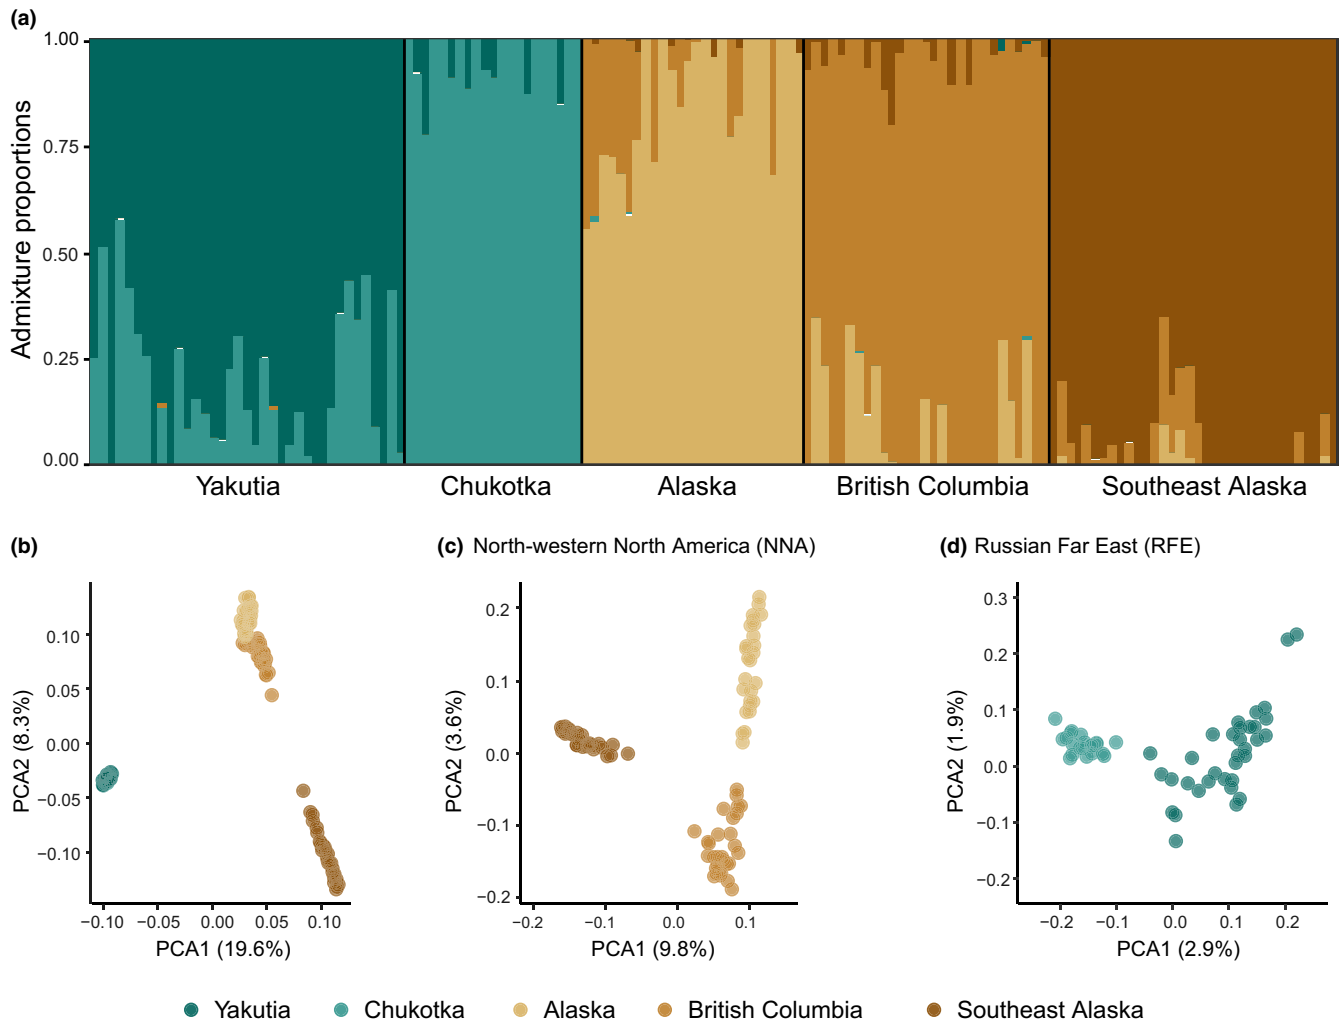 (a)
Admixture proportions
1.00
0.75
0.50
0.25
0.00
Yakutia Chukotka Alaska British Columbia Southeast Alaska
(b)
PCA2 (8.3%)
0.10
0.05
0.00
−0.05
−0.10
−0.10 −0.05 0.00 0.05 0.10
PCA1 (19.6%)
(c) North-western North America (NNA)
PCA2 (3.6%)
0.2
0.1
0.0
−0.1
−0.2
−0.2 −0.1 0.0 0.1
PCA1 (9.8%)
(d) Russian Far East (RFE)
PCA2 (1.9%)
0.3
0.2
0.1
0.0
−0.1
−0.2
−0.2 −0.1 0.0 0.1 0.2
PCA1 (2.9%)
Yakutia Chukotka Alaska British Columbia Southeast Alaska